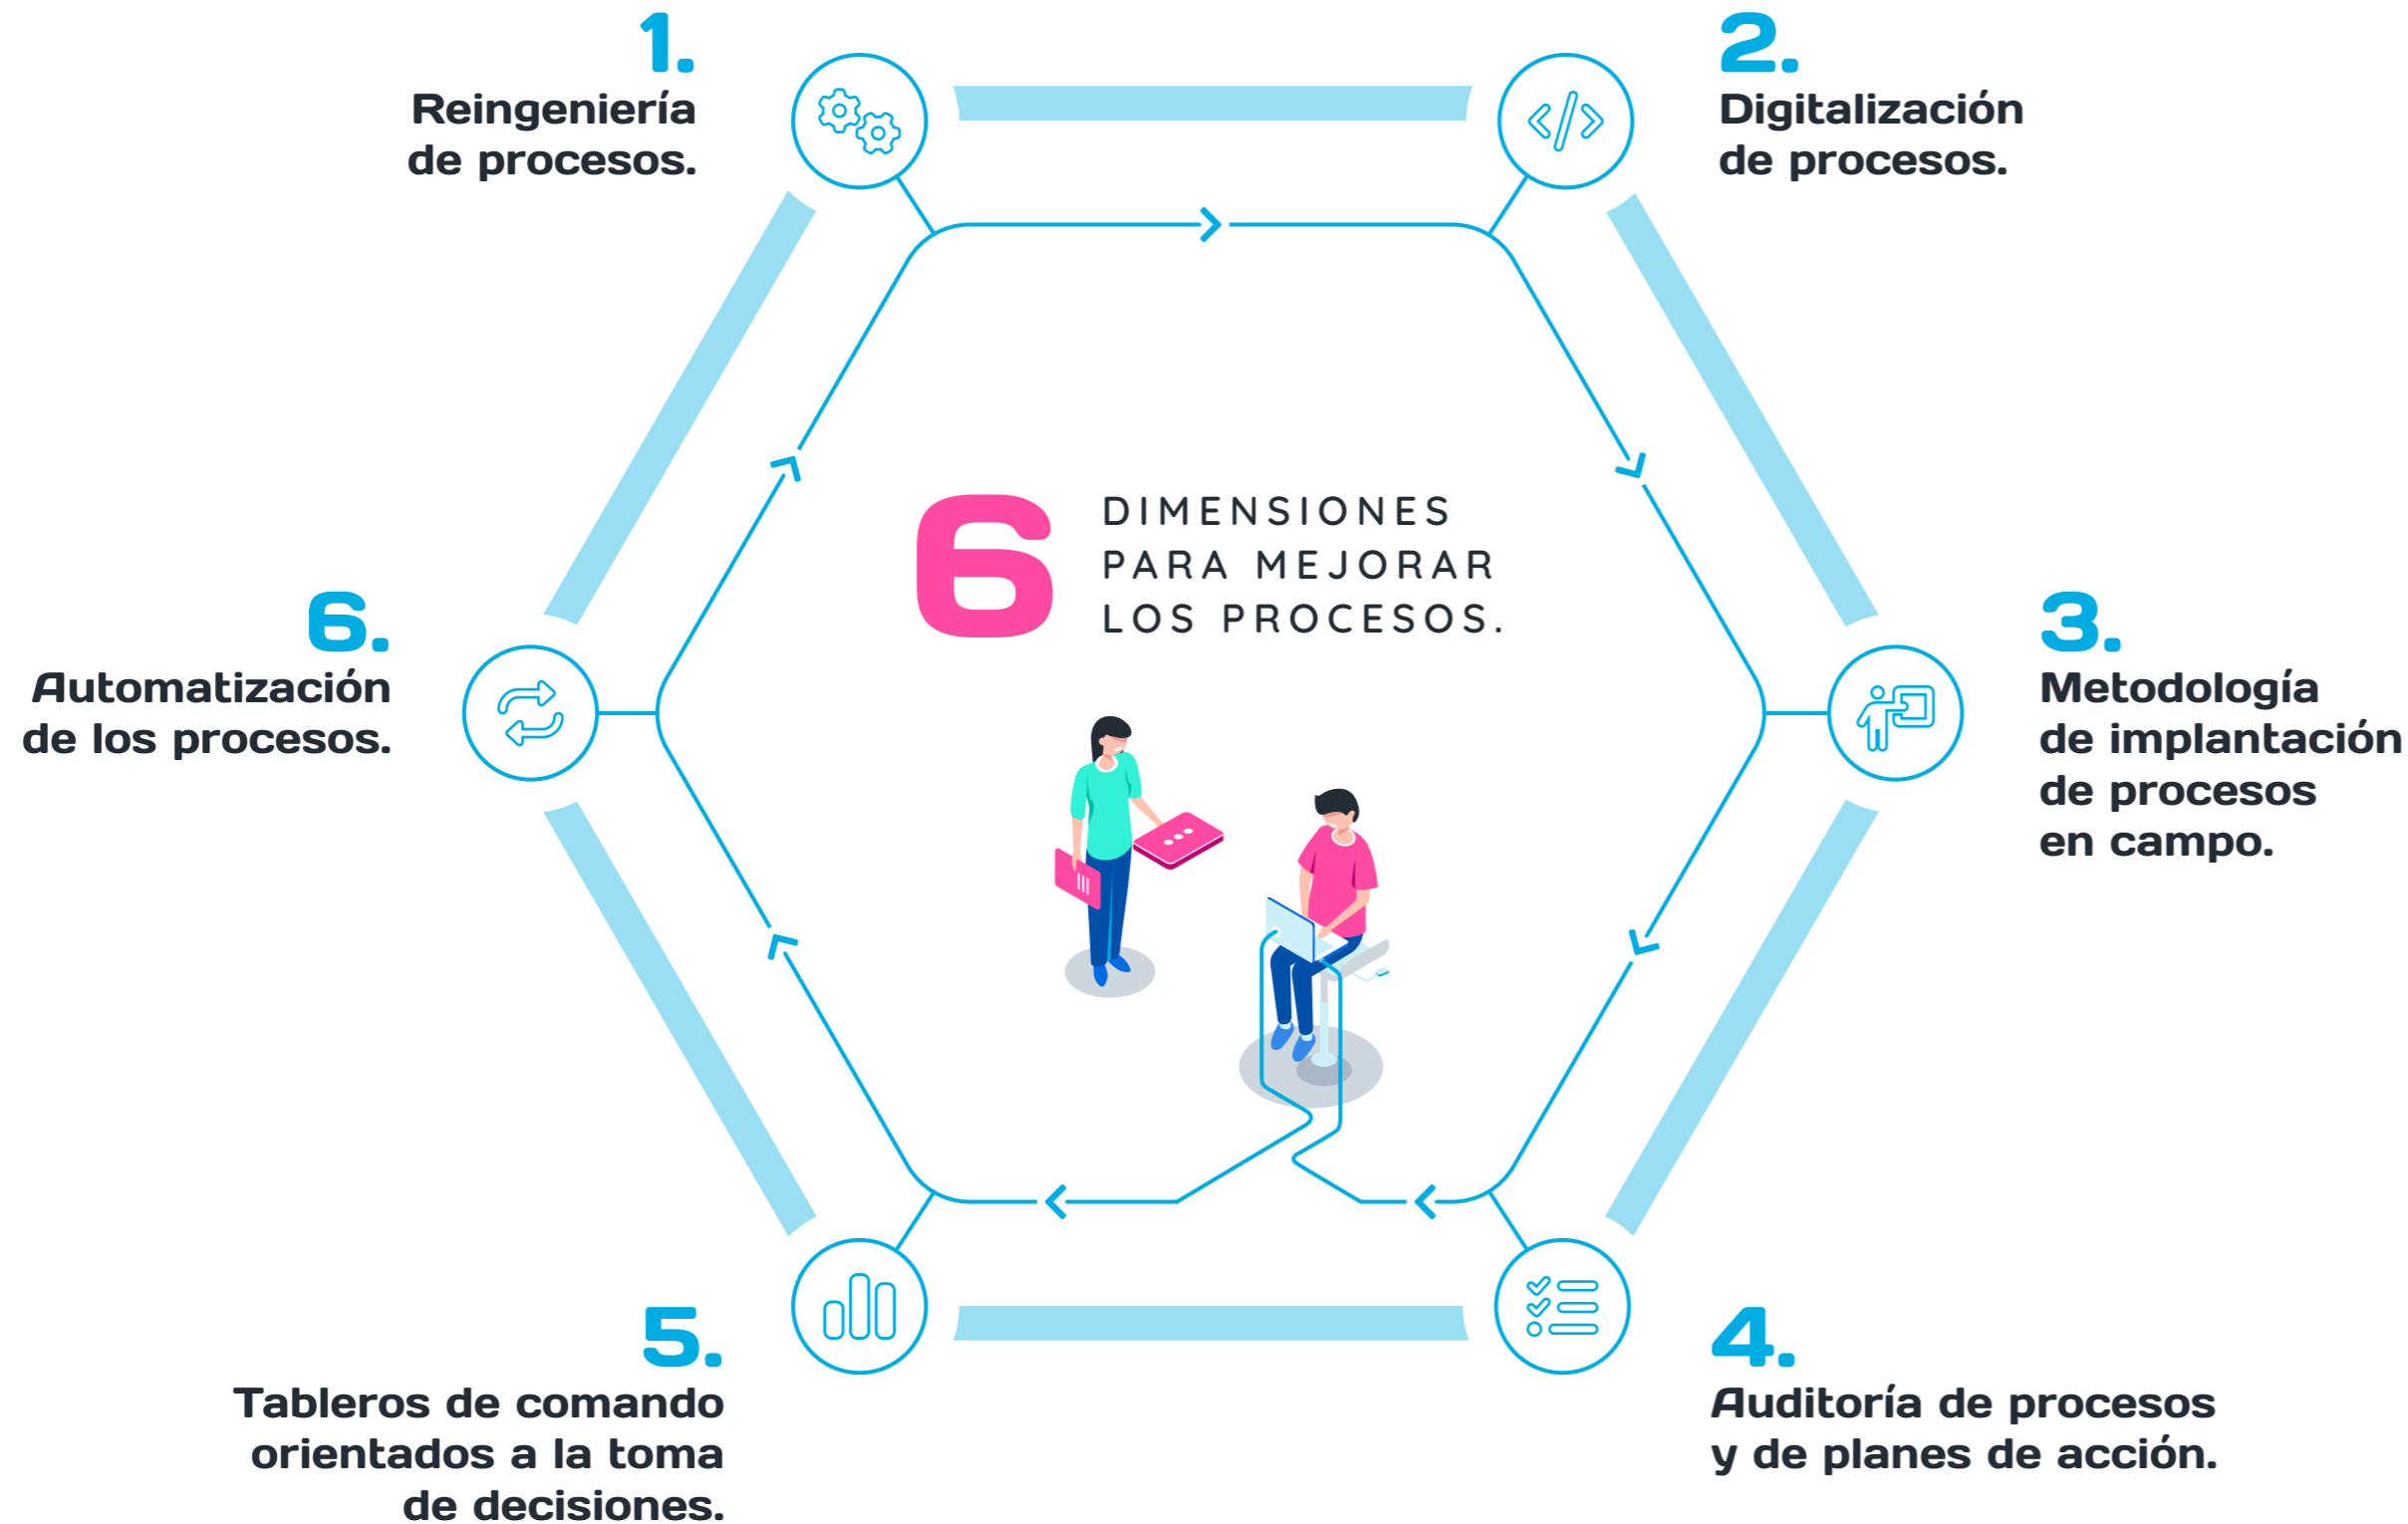 1.
Reingeniería
de procesos.
2.
Digitalización
de procesos.
6 DIMENSIONES
PARA MEJORAR
LOS PROCESOS.
3.
Metodología
de implantación
de procesos
en campo.
4.
Auditoría de procesos
y de planes de acción.
5.
Tableros de comando
orientados a la toma
de decisiones.
6.
Automatización
de los procesos.